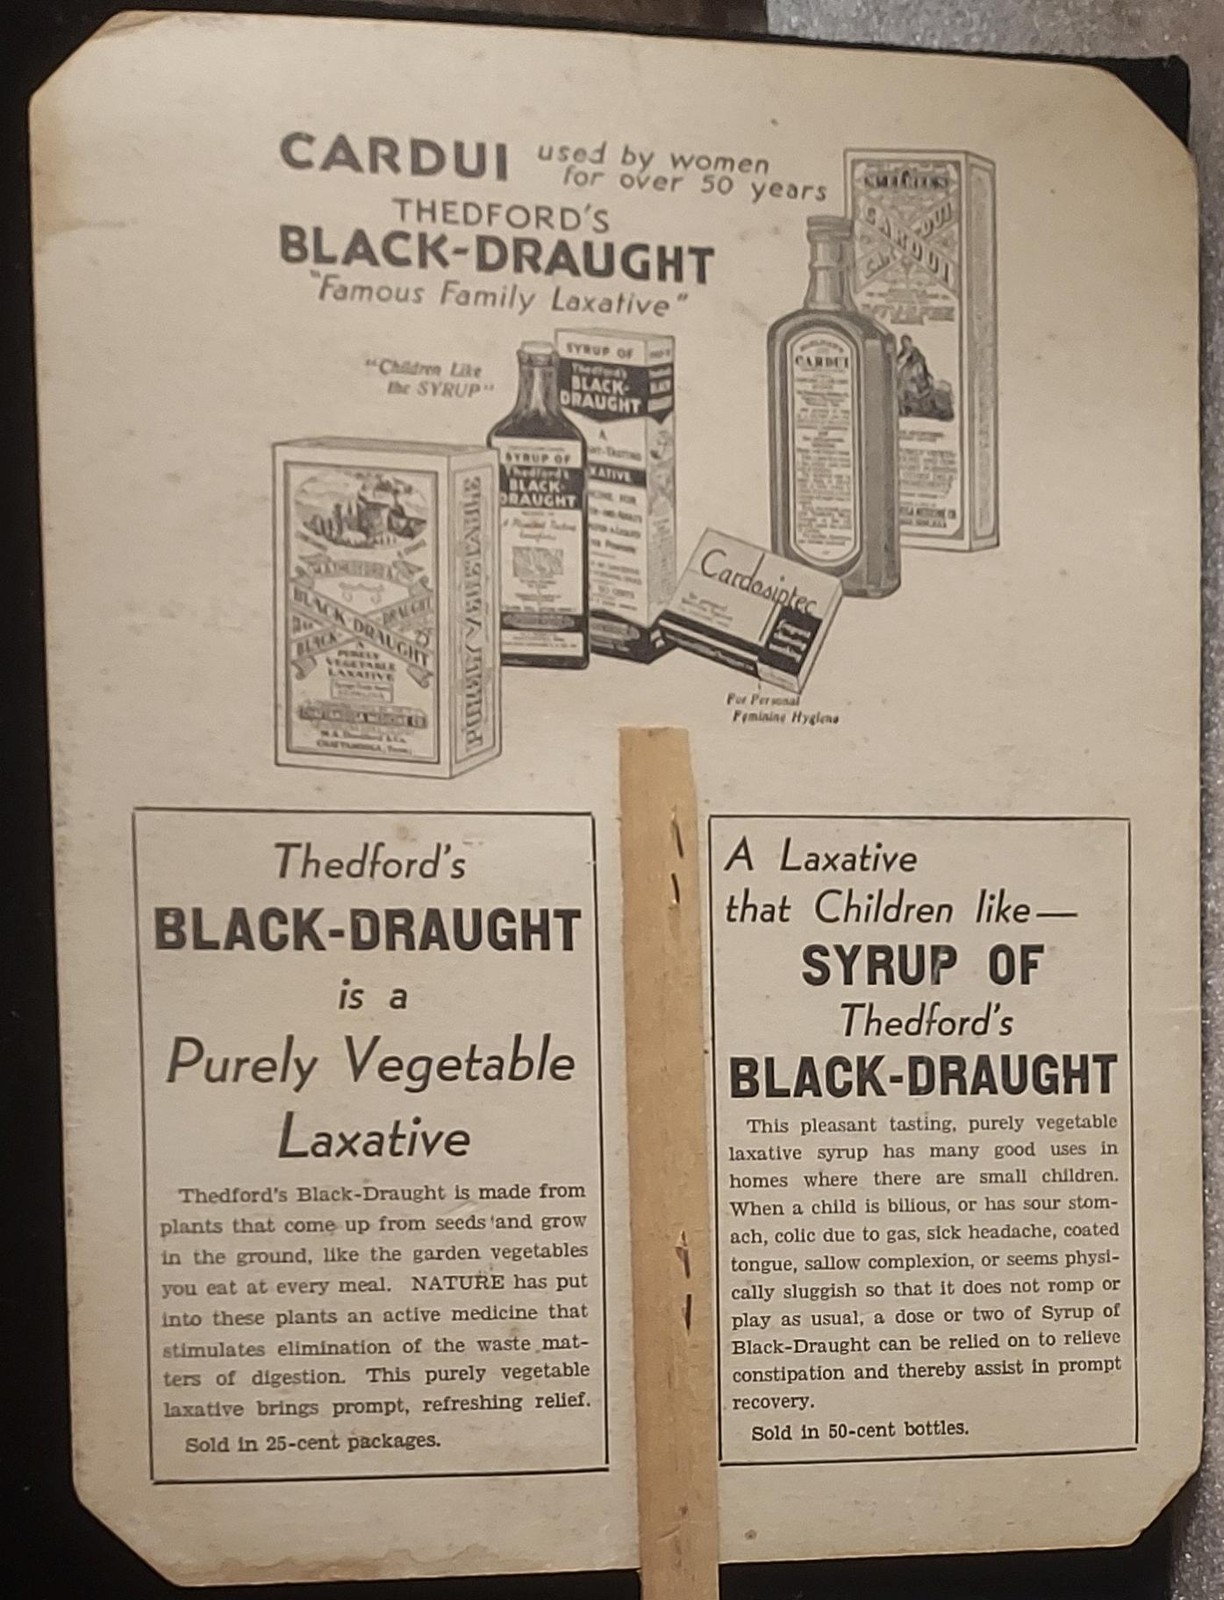 CARDUI used by women
for over 50 years
THEDFORD'S
BLACK-DRAUGHT
"Famous Family Laxative"
"Children Like
the SYRUP"
SYRUP OF
Thedford's
BLACK-
DRAUGHT
A
CARDUI
CARDUI
SYRUP OF
Thedford's
BLACK-
DRAUGHT
BLACK-DRAUGHT
A
PURELY
VEGETABLE
LAXATIVE
CHATTANOOGA MEDICINE CO
CHATTANOOGA, TENN.
PURELY VEGETABLE
Cardosiptec
For Personal
Feminine Hygiene
Thedford's
BLACK-DRAUGHT
is a
Purely Vegetable
Laxative
Thedford's Black-Draught is made from
plants that come up from seeds and grow
in the ground, like the garden vegetables
you eat at every meal. NATURE has put
into these plants an active medicine that
stimulates elimination of the waste mat-
ters of digestion. This purely vegetable
laxative brings prompt, refreshing relief.
Sold in 25-cent packages.
A Laxative
that Children like—
SYRUP OF
Thedford's
BLACK-DRAUGHT
This pleasant tasting, purely vegetable
laxative syrup has many good uses in
homes where there are small children.
When a child is bilious, or has sour stom-
ach, colic due to gas, sick headache, coated
tongue, sallow complexion, or seems physi-
cally sluggish so that it does not romp or
play as usual, a dose or two of Syrup of
Black-Draught can be relied on to relieve
constipation and thereby assist in prompt
recovery.
Sold in 50-cent bottles.